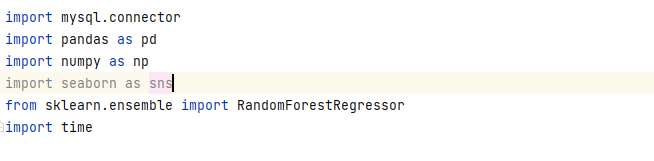 import mysql.connector
import pandas as pd
import numpy as np
import seaborn as sns
from sklearn.ensemble import RandomForestRegressor
import time